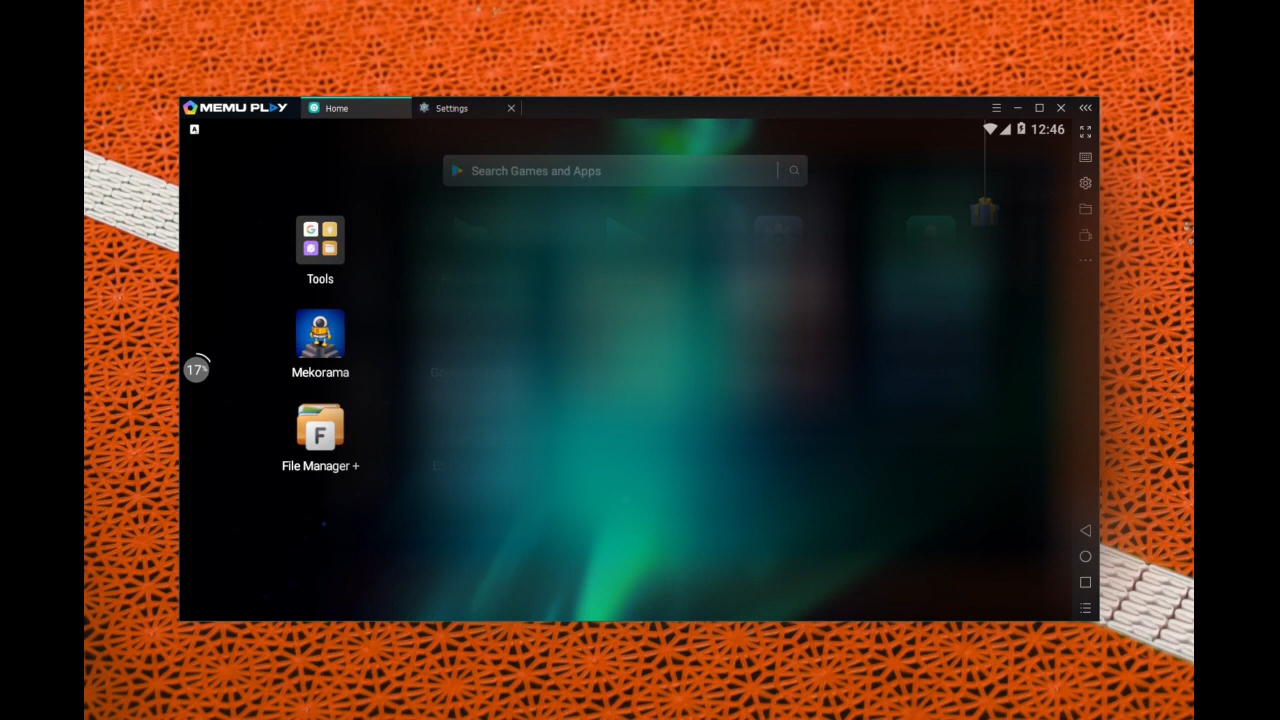 MEMU PLAY
Home
Settings
A
12:46
Search Games and Apps
G
Tools
Mekorama
17%
F
File Manager +